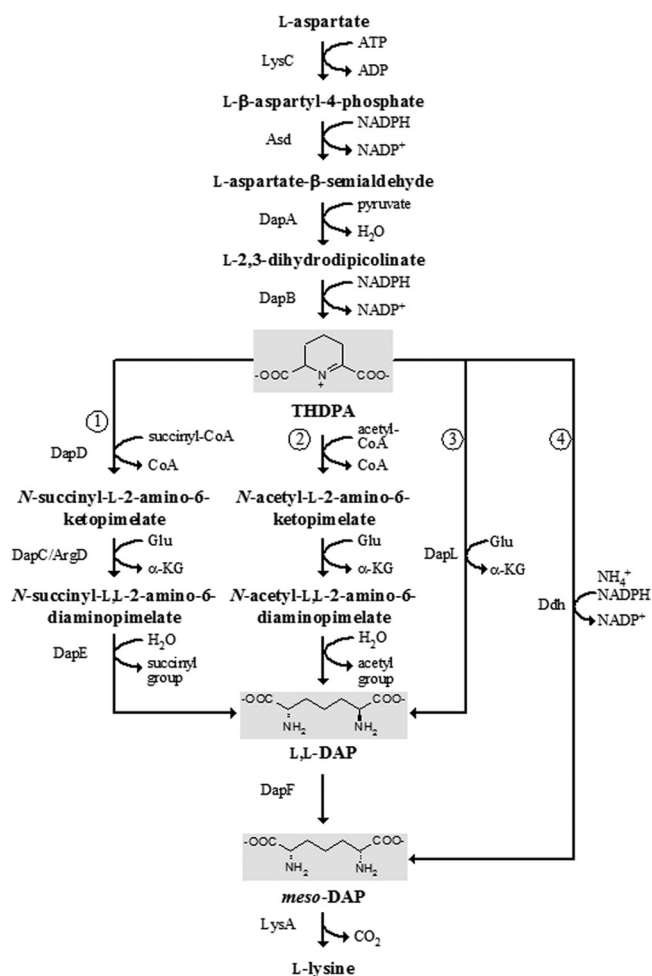 L-aspartate
LysC
ATP
ADP
L-β-aspartyl-4-phosphate
Asd
NADPH
NADP⁺
L-aspartate-β-semialdehyde
DapA
pyruvate
H₂O
L-2,3-dihydrodipicolinate
DapB
NADPH
NADP⁺
-OOC
N
+
COO-
THDPA
1
DapD
succinyl-CoA
CoA
N-succinyl-L-2-amino-6-
ketopimelate
DapC/ArgD
Glu
α-KG
N-succinyl-L,L-2-amino-6-
diaminopimelate
DapE
H₂O
succinyl
group
2
acetyl-
CoA
CoA
N-acetyl-L-2-amino-6-
ketopimelate
Glu
α-KG
N-acetyl-L,L-2-amino-6-
diaminopimelate
H₂O
acetyl
group
3
DapL
Glu
α-KG
4
Ddh
NH₄⁺
NADPH
NADP⁺
-OOC
COO-
NH₂
NH₂
L,L-DAP
DapF
-OOC
COO-
NH₂
NH₂
meso-DAP
LysA
CO₂
L-lysine